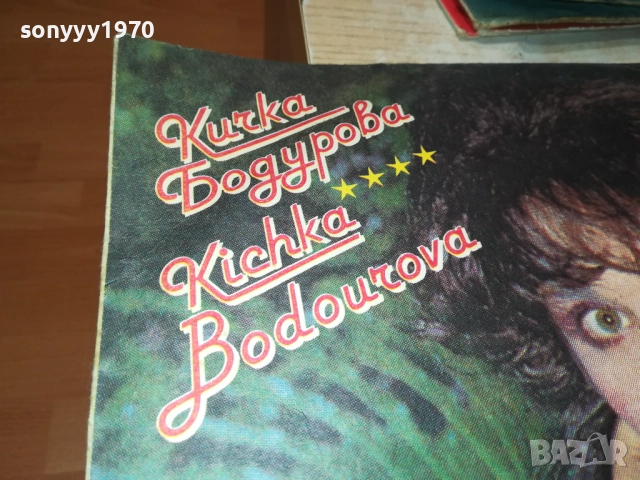 sonyyy1970
Кичка
Бодурова
Kichka
Bodourova
BAZAR